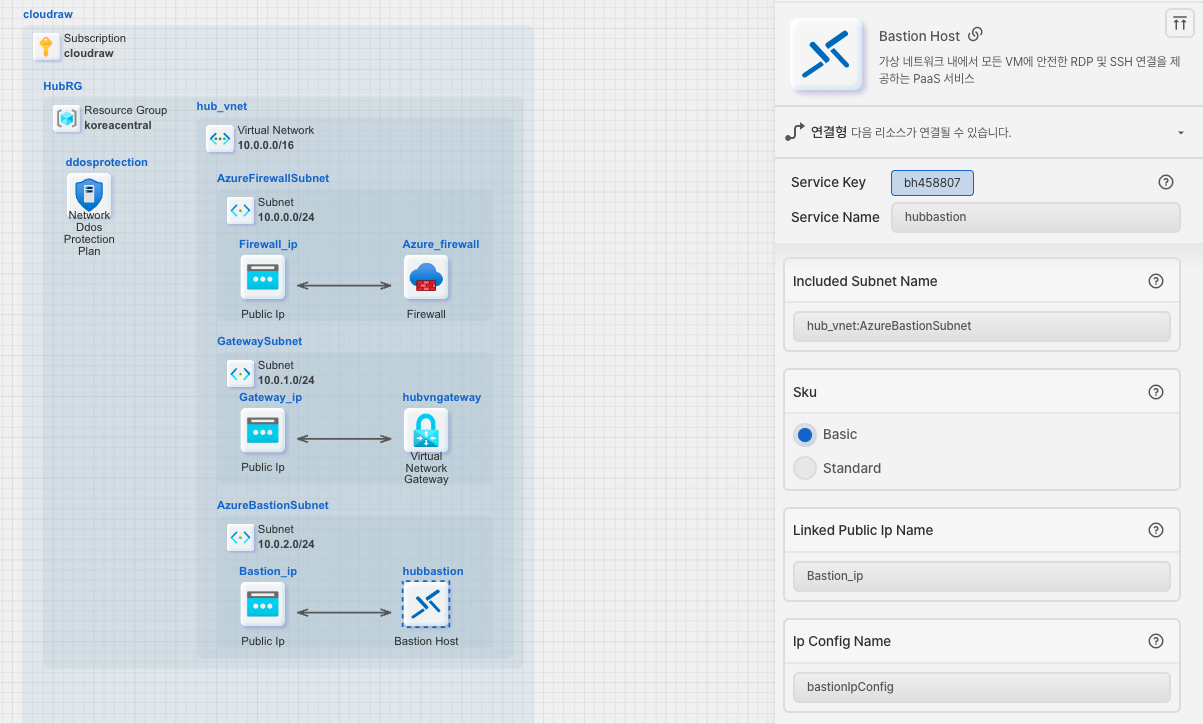 cloudraw
Subscription
cloudraw
HubRG
Resource Group
koreacentral
ddosprotection
Network
Ddos
Protection
Plan
hub_vnet
Virtual Network
10.0.0.0/16
AzureFirewallSubnet
Subnet
10.0.0.0/24
Firewall_ip
Azure_firewall
Public Ip
Firewall
GatewaySubnet
Subnet
10.0.1.0/24
Gateway_ip
hubvngateway
Public Ip
Virtual
Network
Gateway
AzureBastionSubnet
Subnet
10.0.2.0/24
Bastion_ip
hubbastion
Public Ip
Bastion Host
Bastion Host
가상 네트워크 내에서 모든 VM에 안전한 RDP 및 SSH 연결을 제
공하는 PaaS 서비스
연결형 다음 리소스가 연결될 수 있습니다.
Service Key bh458807
Service Name hubbastion
Included Subnet Name
hub_vnet:AzureBastionSubnet
Sku
Basic
Standard
Linked Public Ip Name
Bastion_ip
Ip Config Name
bastionIpConfig